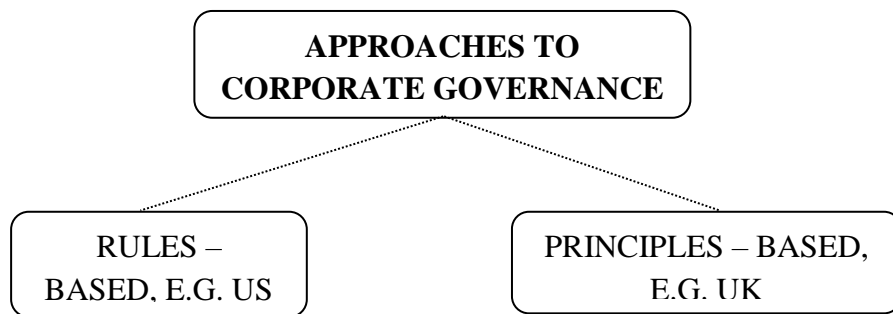 APPROACHES TO
CORPORATE GOVERNANCE
RULES –
BASED, E.G. US
PRINCIPLES – BASED,
E.G. UK